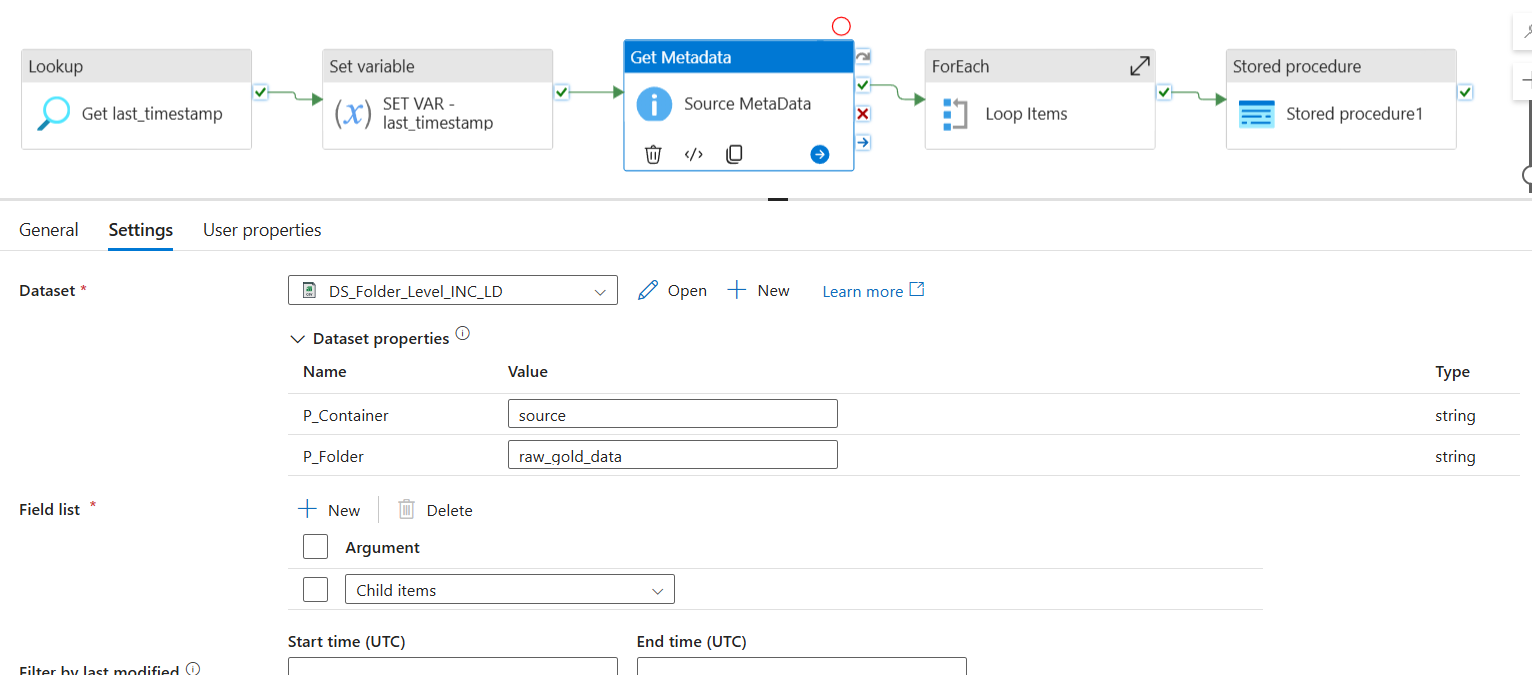 Lookup
Get last_timestamp
Set variable
(x)
SET VAR -
last_timestamp
Get Metadata
Source MetaData
ForEach
Loop Items
Stored procedure
Stored procedure1
General
Settings
User properties
Dataset *
DS_Folder_Level_INC_LD
Open
New
Learn more
Dataset properties
Name
Value
Type
P_Container
source
string
P_Folder
raw_gold_data
string
Field list *
New
Delete
Argument
Child items
Start time (UTC)
End time (UTC)
Filter by last modified